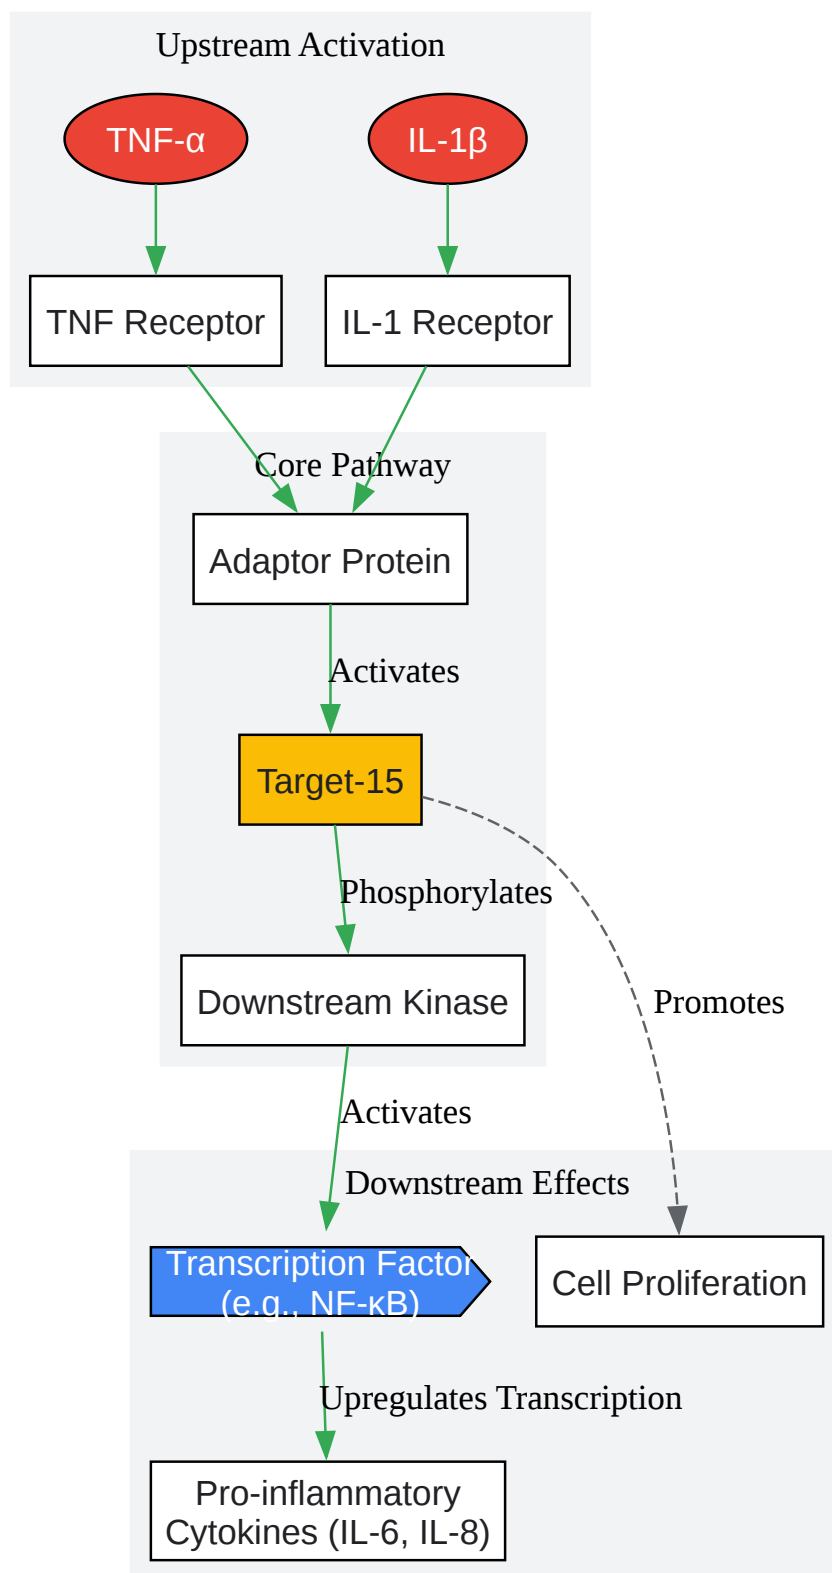 Upstream Activation
TNF-α
IL-1β
TNF Receptor
IL-1 Receptor
Core Pathway
Adaptor Protein
Activates
Target-15
Phosphorylates
Downstream Kinase
Promotes
Activates
Downstream Effects
Transcription Factor
(e.g., NF-κB)
Cell Proliferation
Upregulates Transcription
Pro-inflammatory
Cytokines (IL-6, IL-8)